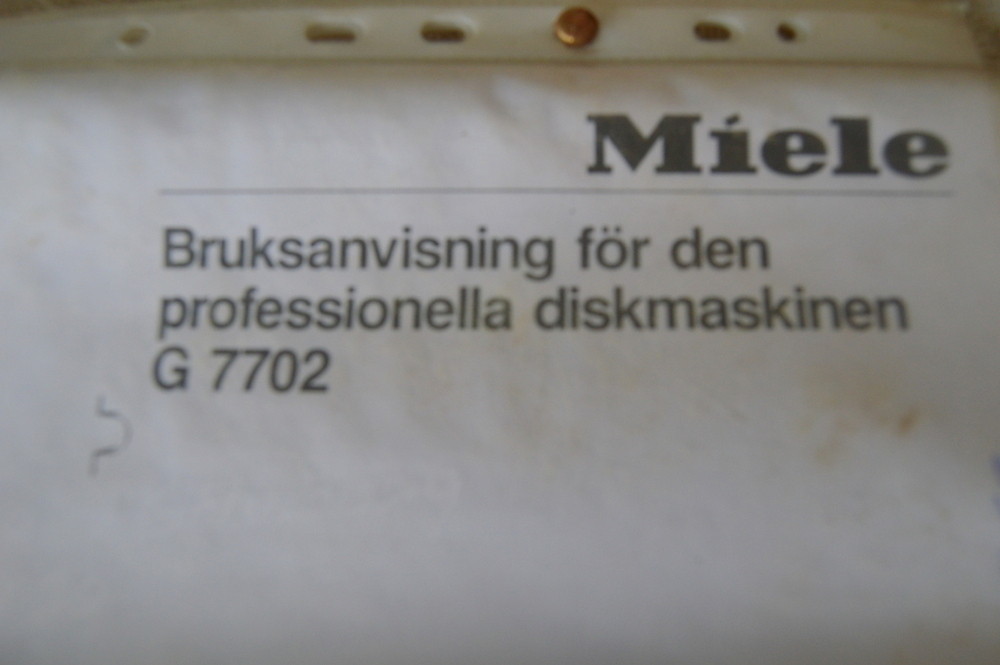 Miele
Bruksanvisning för den
professionella diskmaskinen
G 7702